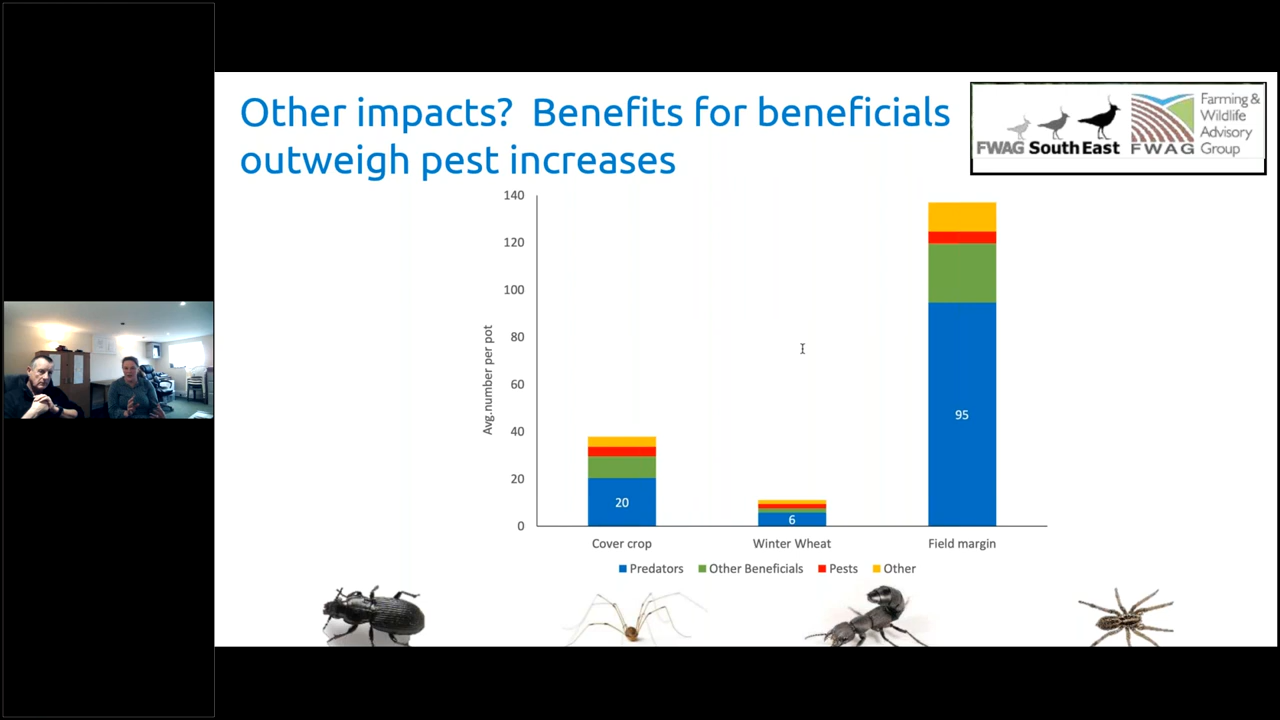 Other impacts? Benefits for beneficials
outweigh pest increases
FWAG South East
FWAG
Farming &
Wildlife
Advisory
Group
Avg.number per pot
140
120
100
80
60
40
20
0
20
6
95
Cover crop
Winter Wheat
Field margin
Predators
Other Beneficials
Pests
Other